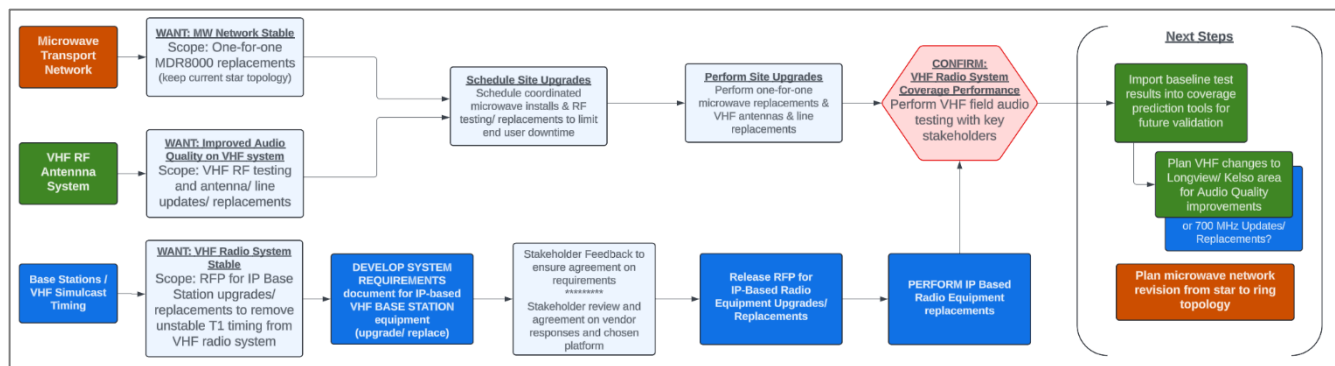 Microwave
Transport
Network
WANT: MW Network Stable
Scope: One-for-one
MDR8000 replacements
(keep current star topology)
VHF RF
Antennna
System
WANT: Improved Audio
Quality on VHF system
Scope: VHF RF testing
and antenna/ line
updates/ replacements
Schedule Site Upgrades
Schedule coordinated
microwave installs & RF
testing/ replacements to limit
end user downtime
Perform Site Upgrades
Perform one-for-one
microwave replacements &
VHF antennas & line
replacements
CONFIRM:
VHF Radio System
Coverage Performance
Perform VHF field audio
testing with key
stakeholders
Base Stations /
VHF Simulcast
Timing
WANT: VHF Radio System
Stable
Scope: RFP for IP Base
Station upgrades/
replacements to remove
unstable T1 timing from
VHF radio system
DEVELOP SYSTEM
REQUIREMENTS
document for IP-based
VHF BASE STATION
equipment
(upgrade/ replace)
Stakeholder Feedback to
ensure agreement on
requirements
*********
Stakeholder review and
agreement on vendor
responses and chosen
platform
Release RFP for
IP-Based Radio
Equipment Upgrades/
Replacements
PERFORM IP Based
Radio Equipment
replacements
Next Steps
Import baseline test
results into coverage
prediction tools for
future validation
Plan VHF changes to
Longview/ Kelso area
for Audio Quality
improvements
or 700 MHz Updates/
Replacements?
Plan microwave network
revision from star to ring
topology